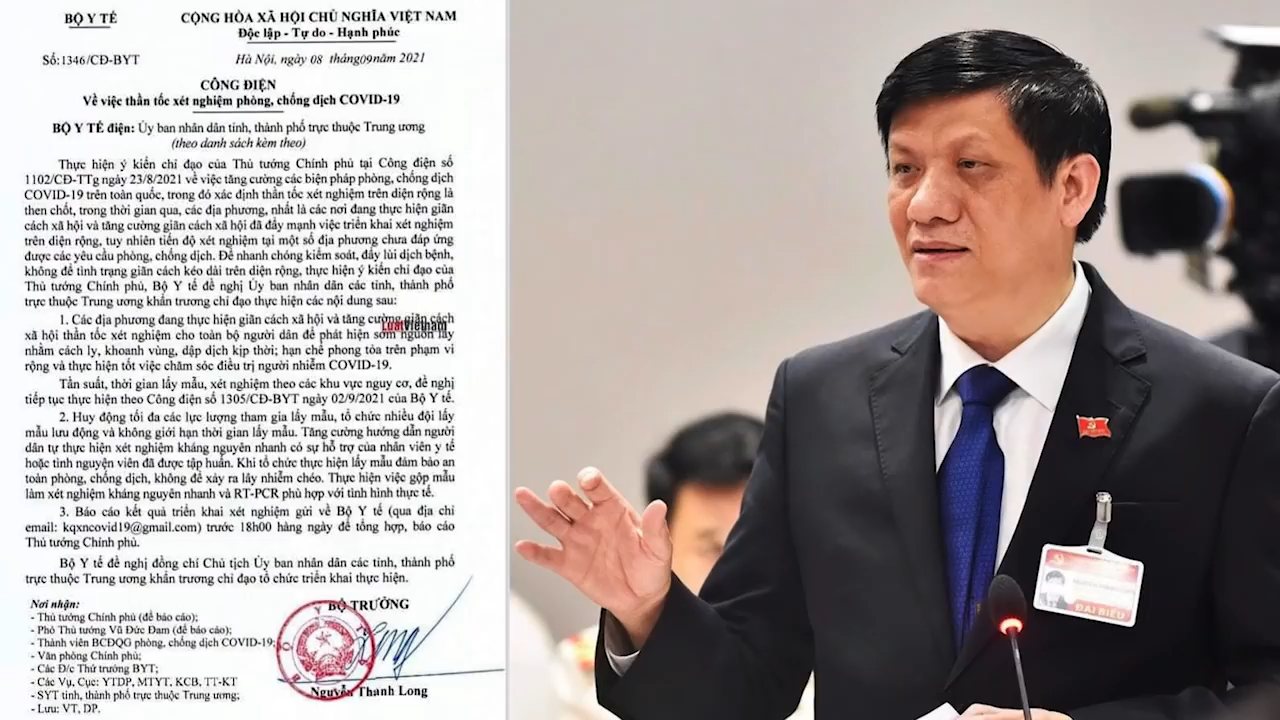 BỘ Y TẾ
CỘNG HÒA XÃ HỘI CHỦ NGHĨA VIỆT NAM
Độc lập - Tự do - Hạnh phúc
Số:1346/CĐ-BYT
Hà Nội, ngày 08 tháng09 năm 2021
CÔNG ĐIỆN
Về việc thần tốc xét nghiệm phòng, chống dịch COVID-19
BỘ Y TẾ điện: Ủy ban nhân dân tỉnh, thành phố trực thuộc Trung ương
(theo danh sách kèm theo)
Thực hiện ý kiến chỉ đạo của Thủ tướng Chính phủ tại Công điện số
1102/CĐ-TTg ngày 23/8/2021 về việc tăng cường các biện pháp phòng, chống dịch
COVID-19 trên toàn quốc, trong đó xác định thần tốc xét nghiệm trên diện rộng là
then chốt, trong thời gian qua, các địa phương, nhất là các nơi đang thực hiện giãn
cách xã hội và tăng cường giãn cách xã hội đã đẩy mạnh việc triển khai xét nghiệm
trên diện rộng, tuy nhiên tiến độ xét nghiệm tại một số địa phương chưa đáp ứng
được các yêu cầu phòng, chống dịch. Để nhanh chóng kiểm soát, đẩy lùi dịch bệnh,
không để tình trạng giãn cách kéo dài trên diện rộng, thực hiện ý kiến chỉ đạo của
Thủ tướng Chính phủ, Bộ Y tế đề nghị Ủy ban nhân dân các tỉnh, thành phố
trực thuộc Trung ương khẩn trương chỉ đạo thực hiện các nội dung sau:
1. Các địa phương đang thực hiện giãn cách xã hội và tăng cường giãn cách
xã hội thần tốc xét nghiệm cho toàn bộ người dân để phát hiện sớm nguồn lây
nhằm cách ly, khoanh vùng, dập dịch kịp thời; hạn chế phong tỏa trên phạm vi
rộng và thực hiện tốt việc chăm sóc điều trị người nhiễm COVID-19.
LuatVietnam
Tần suất, thời gian lấy mẫu, xét nghiệm theo các khu vực nguy cơ, đề nghị
tiếp tục thực hiện theo Công điện số 1305/CĐ-BYT ngày 02/9/2021 của Bộ Y tế.
2. Huy động tối đa các lực lượng tham gia lấy mẫu, tổ chức nhiều đội lấy
mẫu lưu động và không giới hạn thời gian lấy mẫu. Tăng cường hướng dẫn người
dân tự thực hiện xét nghiệm kháng nguyên nhanh có sự hỗ trợ của nhân viên y tế
hoặc tình nguyện viên đã được tập huấn. Khi tổ chức thực hiện lấy mẫu đảm bảo an
toàn phòng, chống dịch, không để xảy ra lây nhiễm chéo. Thực hiện việc gộp mẫu
làm xét nghiệm kháng nguyên nhanh và RT-PCR phù hợp với tình hình thực tế.
3. Báo cáo kết quả triển khai xét nghiệm gửi về Bộ Y tế (qua địa chỉ
email: kqxncovid19@gmail.com) trước 18h00 hàng ngày để tổng hợp, báo cáo
Thủ tướng Chính phủ.
Bộ Y tế đề nghị đồng chí Chủ tịch Ủy ban nhân dân các tỉnh, thành phố
trực thuộc Trung ương khẩn trương chỉ đạo tổ chức triển khai thực hiện.
Nơi nhận:
- Thủ tướng Chính phủ (để báo cáo);
- Phó Thủ tướng Vũ Đức Đam (để báo cáo);
- Thành viên BCĐQG phòng, chống dịch COVID-19;
- Văn phòng Chính phủ;
- Các Đ/c Thứ trưởng BYT;
- Các Vụ, Cục: YTDP, MTYT, KCB, TT-KT
- SYT tỉnh, thành phố trực thuộc Trung ương;
- Lưu: VT, DP.
BỘ TRƯỞNG
Nguyễn Thanh Long
ĐẠI BIỂU